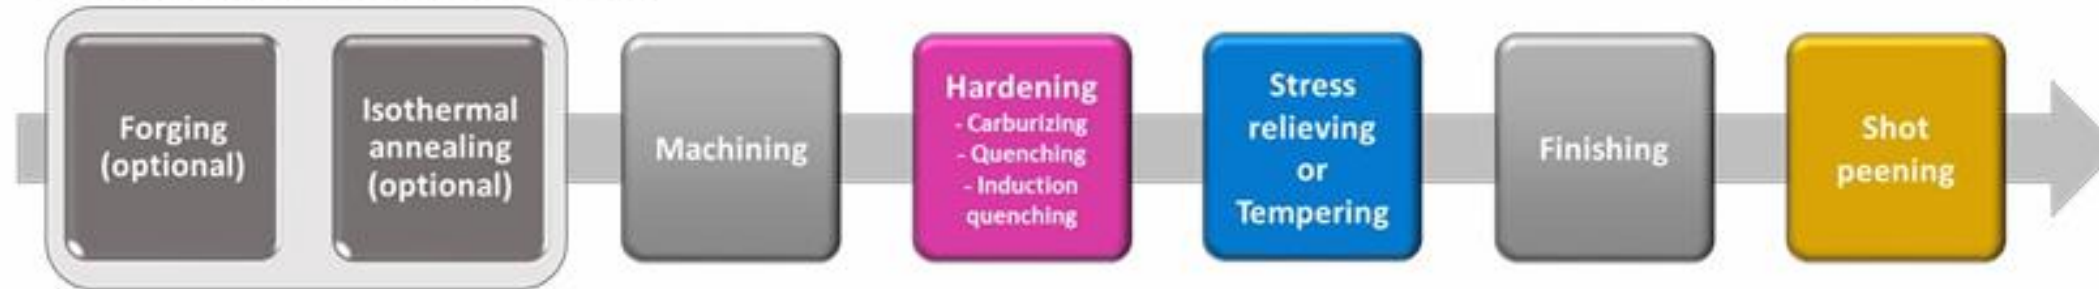 Forging
(optional)
Isothermal
annealing
(optional)
Machining
Hardening
- Carburizing
- Quenching
- Induction
quenching
Stress
relieving
or
Tempering
Finishing
Shot
peening